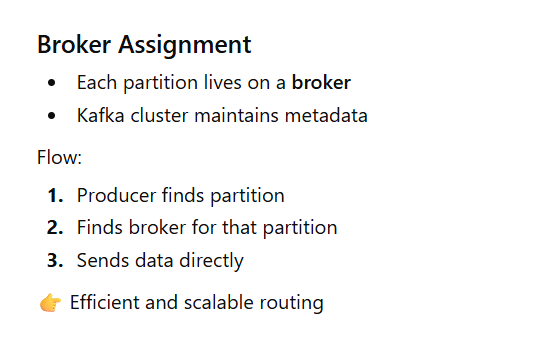 Broker Assignment
• Each partition lives on a broker
• Kafka cluster maintains metadata
Flow:
1. Producer finds partition
2. Finds broker for that partition
3. Sends data directly
👉 Efficient and scalable routing